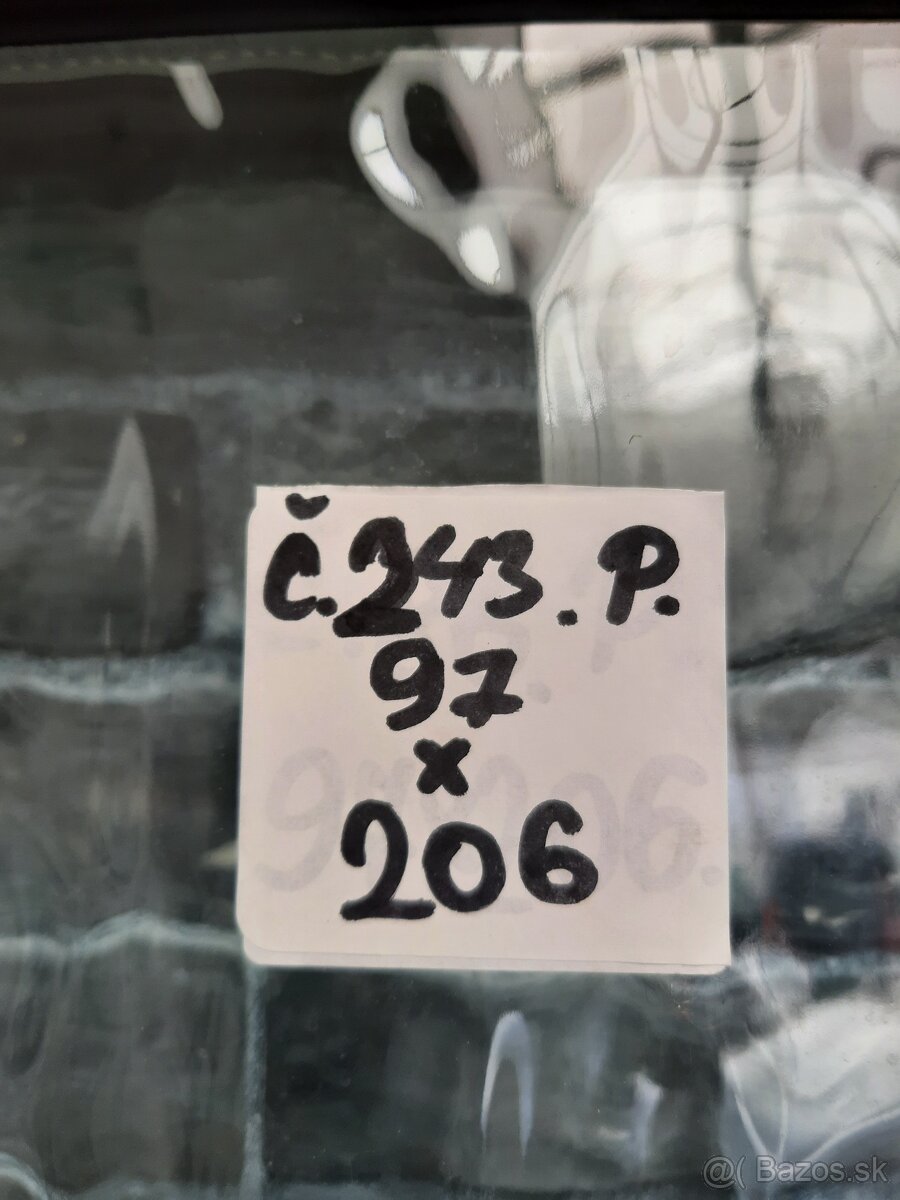 č.243.P.
97
x
206
@( Bazos.sk